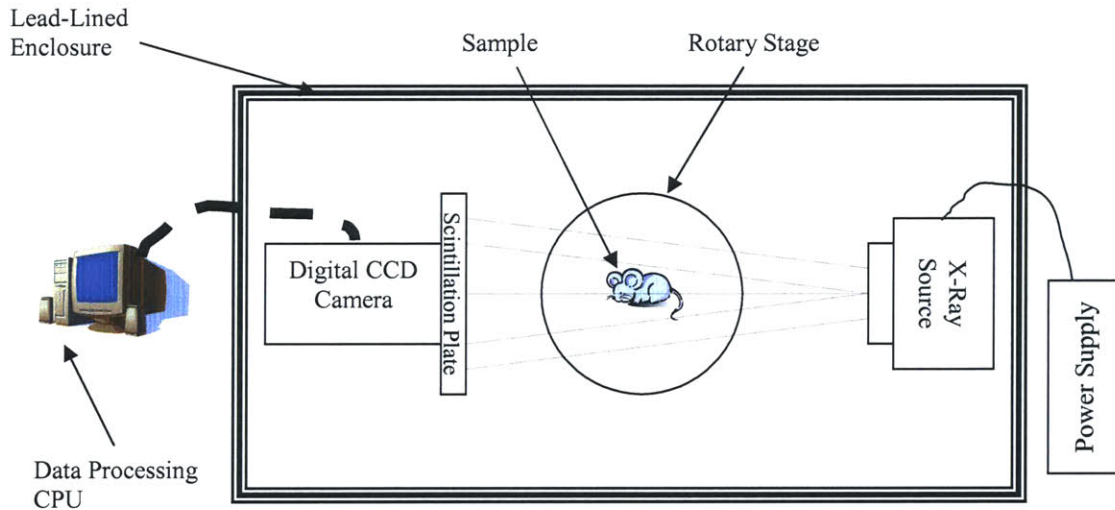 Lead-Lined
Enclosure
Sample
Rotary Stage
Scintillation Plate
Digital CCD
Camera
X-Ray
Source
Power Supply
Data Processing
CPU